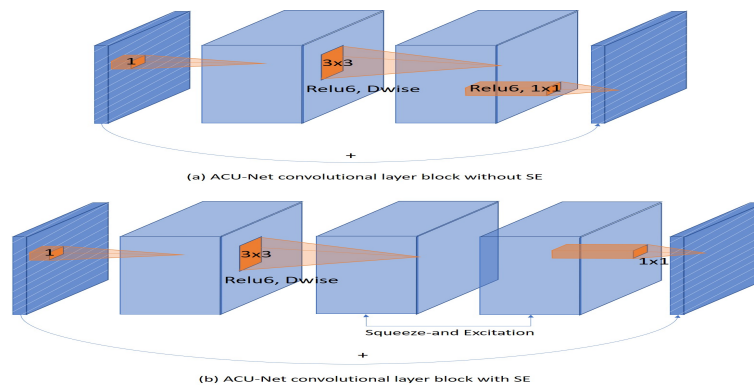 1
3x3
Relu6, Dwise
Relu6, 1x1
+
(a) ACU-Net convolutional layer block without SE
1
3x3
1x1
Relu6, Dwise
Squeeze-and Excitation
+
(b) ACU-Net convolutional layer block with SE